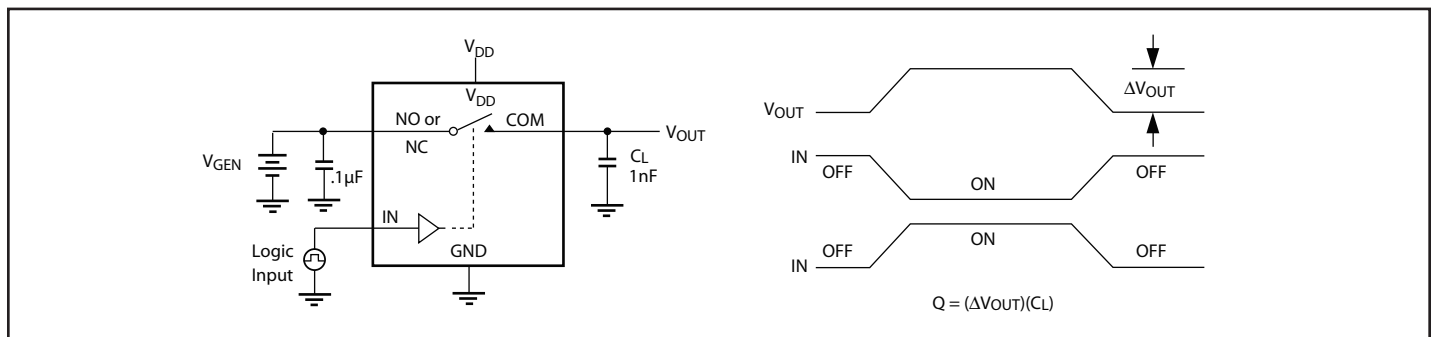 VDD
VDD
NO or
COM
NC
VOUT
VGEN
.1µF
CL
1nF
IN
Logic
Input
GND
VOUT
ΔVOUT
IN
OFF
ON
OFF
IN
OFF
ON
OFF
Q = (ΔVOUT)(CL)